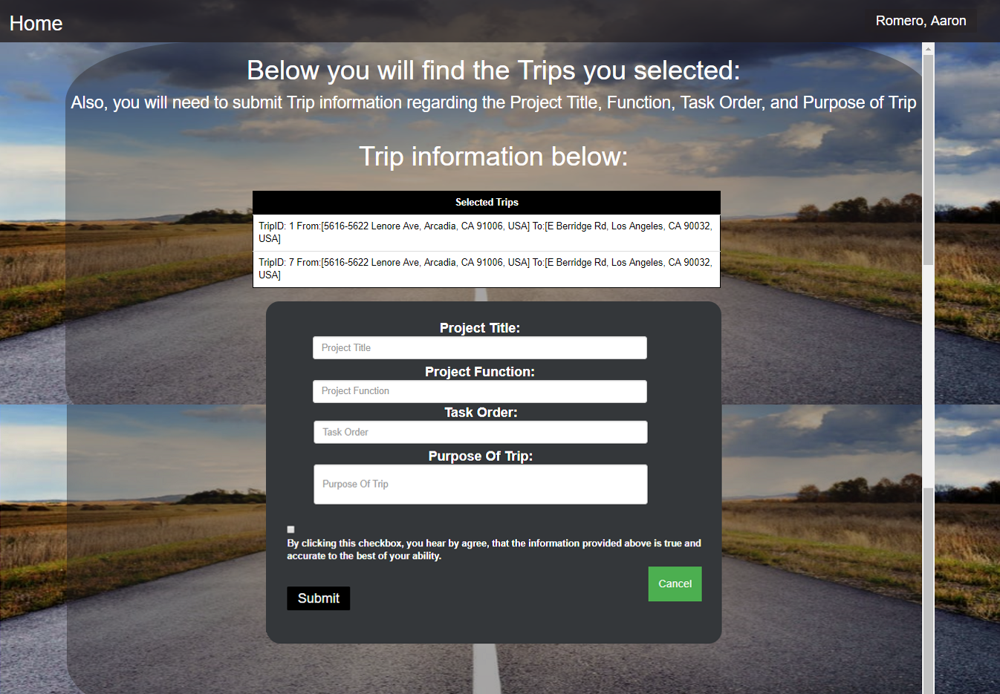 Home
Romero, Aaron
Below you will find the Trips you selected:
Also, you will need to submit Trip information regarding the Project Title, Function, Task Order, and Purpose of Trip
Trip information below:
Selected Trips
TripID: 1 From:[5616-5622 Lenore Ave, Arcadia, CA 91006, USA] To:[E Berridge Rd, Los Angeles, CA 90032,
USA]
TripID: 7 From:[5616-5622 Lenore Ave, Arcadia, CA 91006, USA] To:[E Berridge Rd, Los Angeles, CA 90032,
USA]
Project Title:
Project Title
Project Function:
Project Function
Task Order:
Task Order
Purpose Of Trip:
Purpose Of Trip
By clicking this checkbox, you hear by agree, that the information provided above is true and
accurate to the best of your ability.
Cancel
Submit